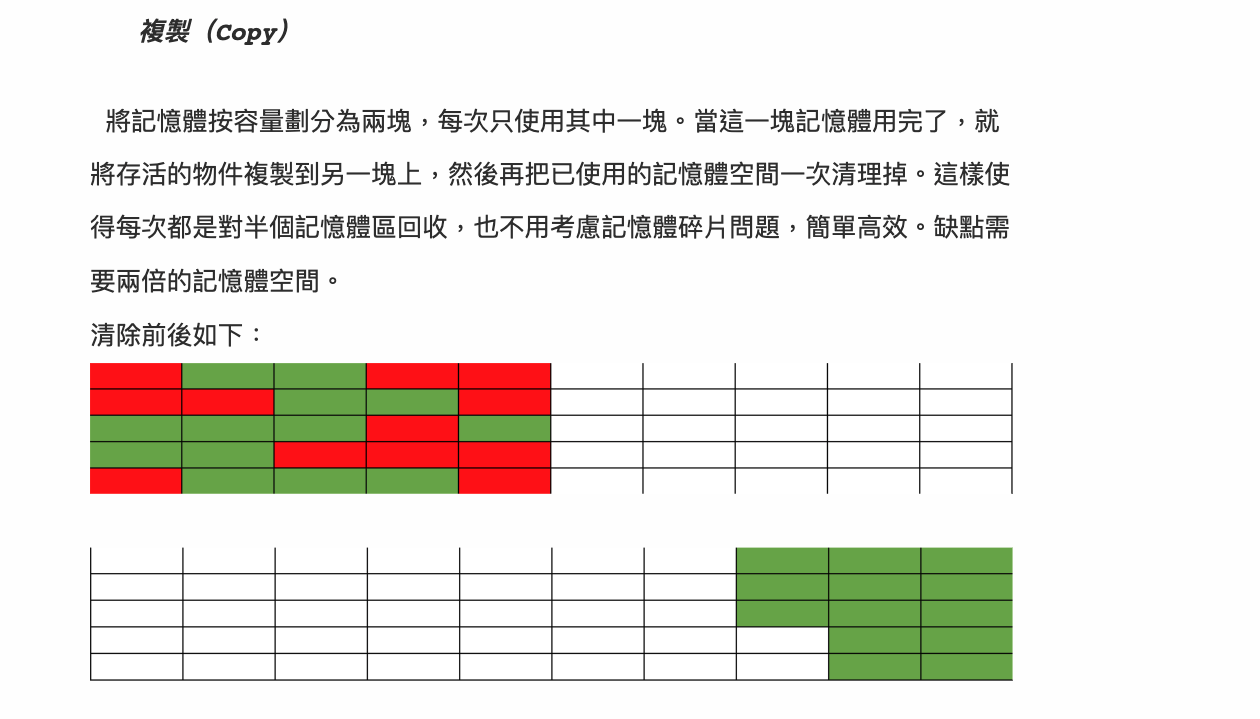 複製（Copy）
將記憶體按容量劃分為兩塊，每次只使用其中一塊。當這一塊記憶體用完了，就
將存活的物件複製到另一塊上，然後再把已使用的記憶體空間一次清理掉。這樣使
得每次都是對半個記憶體區回收，也不用考慮記憶體碎片問題，簡單高效。缺點需
要兩倍的記憶體空間。
清除前後如下：